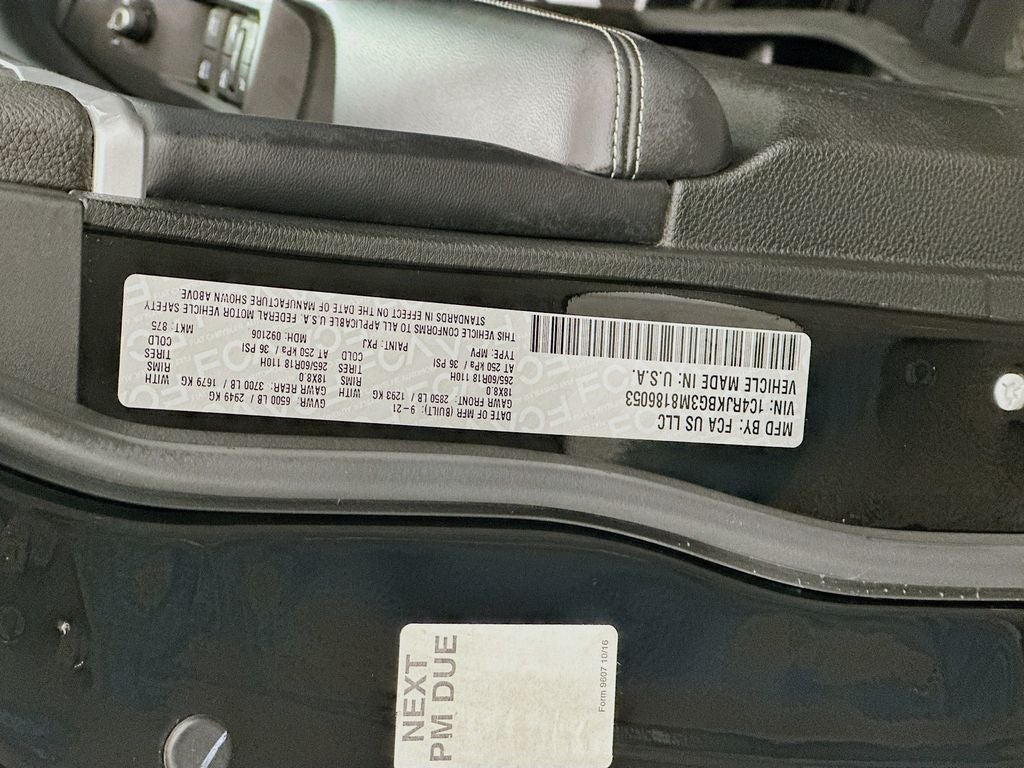 MFD BY: FCA US LLC
VIN: 1C4RJKBG3M8186053
VEHICLE MADE IN: U.S.A.
DATE OF MFR (BUILT): 9-21 GVWR: 6500 LB / 2949 KG
GAWR FRONT: 2850 LB / 1293 KG WITH GAWR REAR: 3700 LB / 1679 KG WITH
18X8.0 RIMS 18X8.0 RIMS
265/60R18 110H TIRES 265/60R18 110H TIRES
AT 250 kPa / 36 PSI COLD AT 250 kPa / 36 PSI COLD
TYPE: MPV PAINT: PXJ MDH: 092106 MKT: 875
THIS VEHICLE CONFORMS TO ALL APPLICABLE U.S.A. FEDERAL MOTOR VEHICLE SAFETY
STANDARDS IN EFFECT ON THE DATE OF MANUFACTURE SHOWN ABOVE
NEXT
PM DUE
Form 9607 10/16